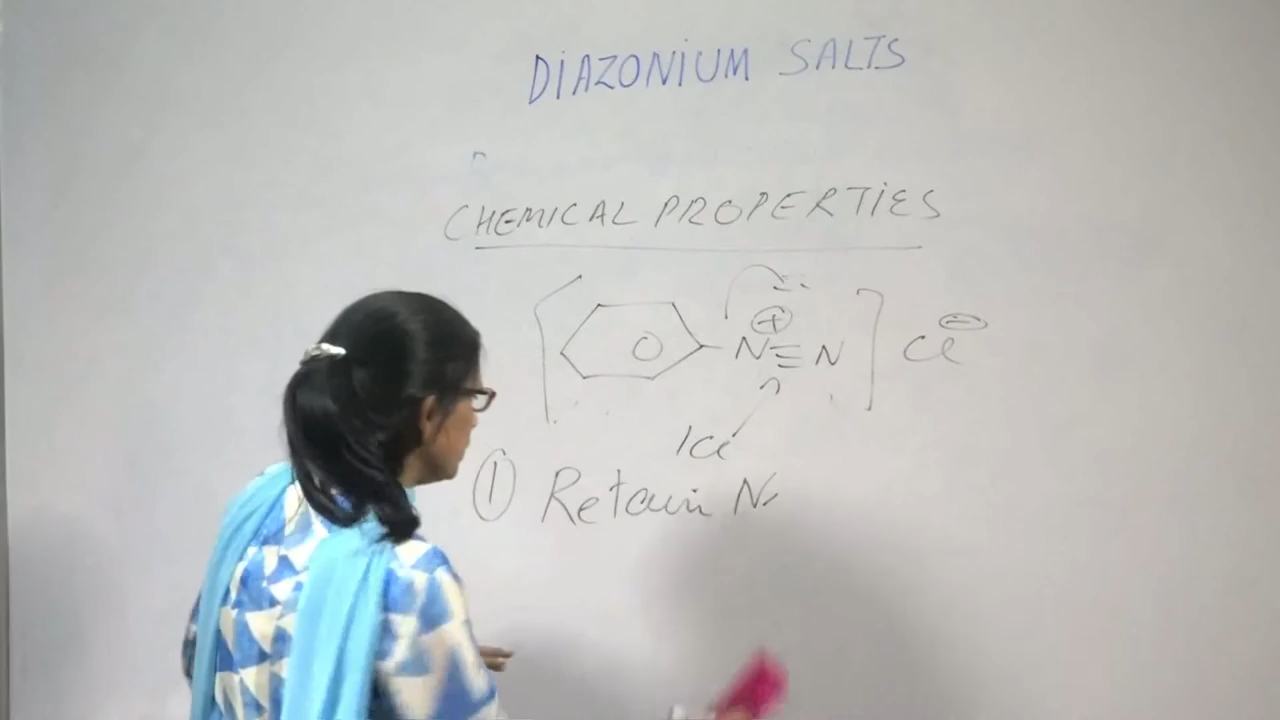 DIAZONIUM SALTS
CHEMICAL PROPERTIES
N⊕≡N Cl⊖
① Retain N